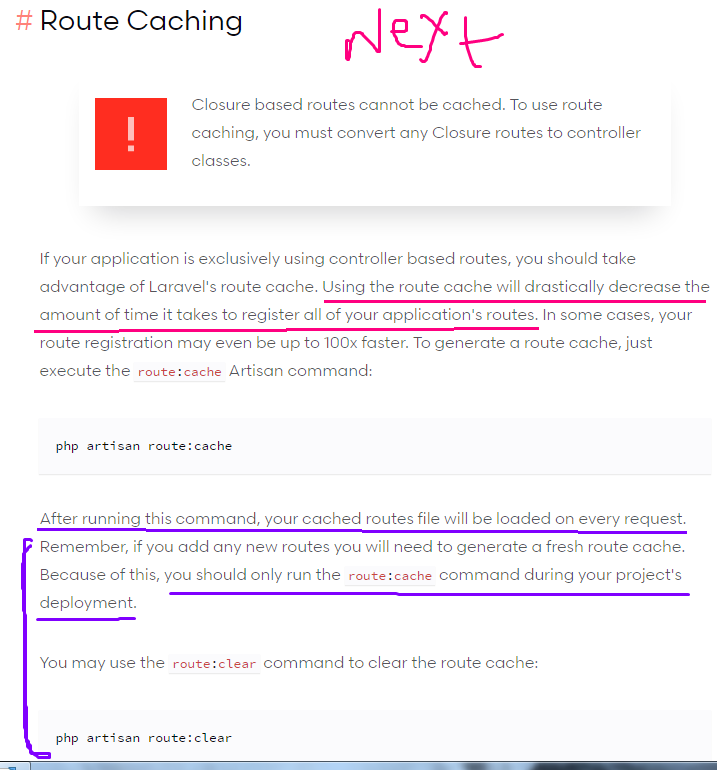 # Route Caching
Next
!
Closure based routes cannot be cached. To use route
caching, you must convert any Closure routes to controller
classes.
If your application is exclusively using controller based routes, you should take
advantage of Laravel's route cache. Using the route cache will drastically decrease the
amount of time it takes to register all of your application's routes. In some cases, your
route registration may even be up to 100x faster. To generate a route cache, just
execute the route:cache Artisan command:
php artisan route:cache
After running this command, your cached routes file will be loaded on every request.
Remember, if you add any new routes you will need to generate a fresh route cache.
Because of this, you should only run the route:cache command during your project's
deployment.
You may use the route:clear command to clear the route cache:
php artisan route:clear